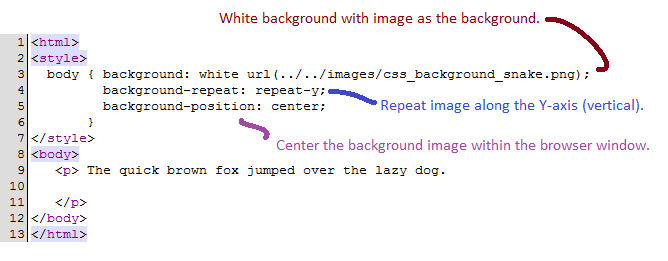 White background with image as the background.
1 <html>
2 <style>
3 body { background: white url(../../images/css_background_snake.png);
4 background-repeat: repeat-y;
Repeat image along the Y-axis (vertical).
5 background-position: center;
6 }
Center the background image within the browser window.
7 </style>
8 <body>
9 <p> The quick brown fox jumped over the lazy dog.
10
11 </p>
12 </body>
13 </html>